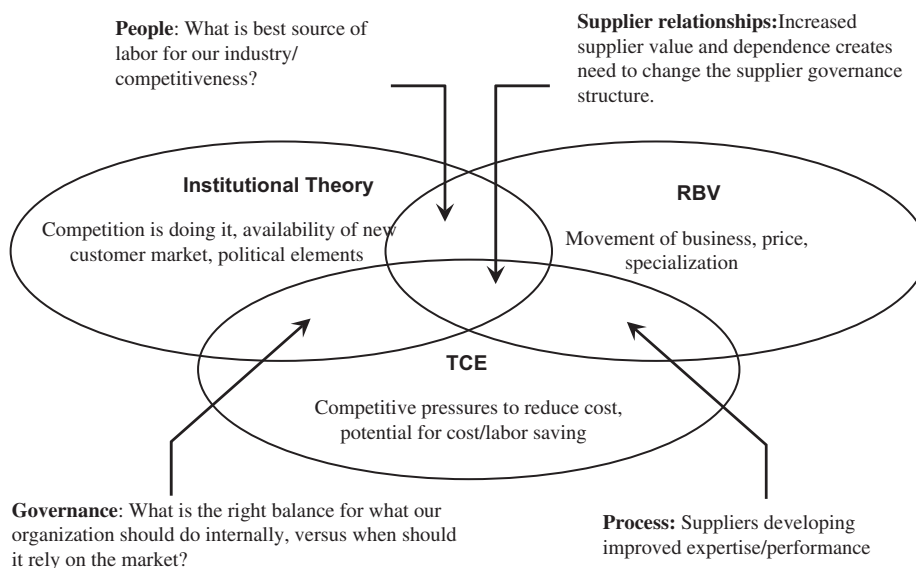 People: What is best source of
labor for our industry/
competitiveness?
Supplier relationships:Increased
supplier value and dependence creates
need to change the supplier governance
structure.
Institutional Theory
Competition is doing it, availability of new
customer market, political elements
RBV
Movement of business, price,
specialization
TCE
Competitive pressures to reduce cost,
potential for cost/labor saving
Governance: What is the right balance for what our
organization should do internally, versus when should
it rely on the market?
Process: Suppliers developing
improved expertise/performance